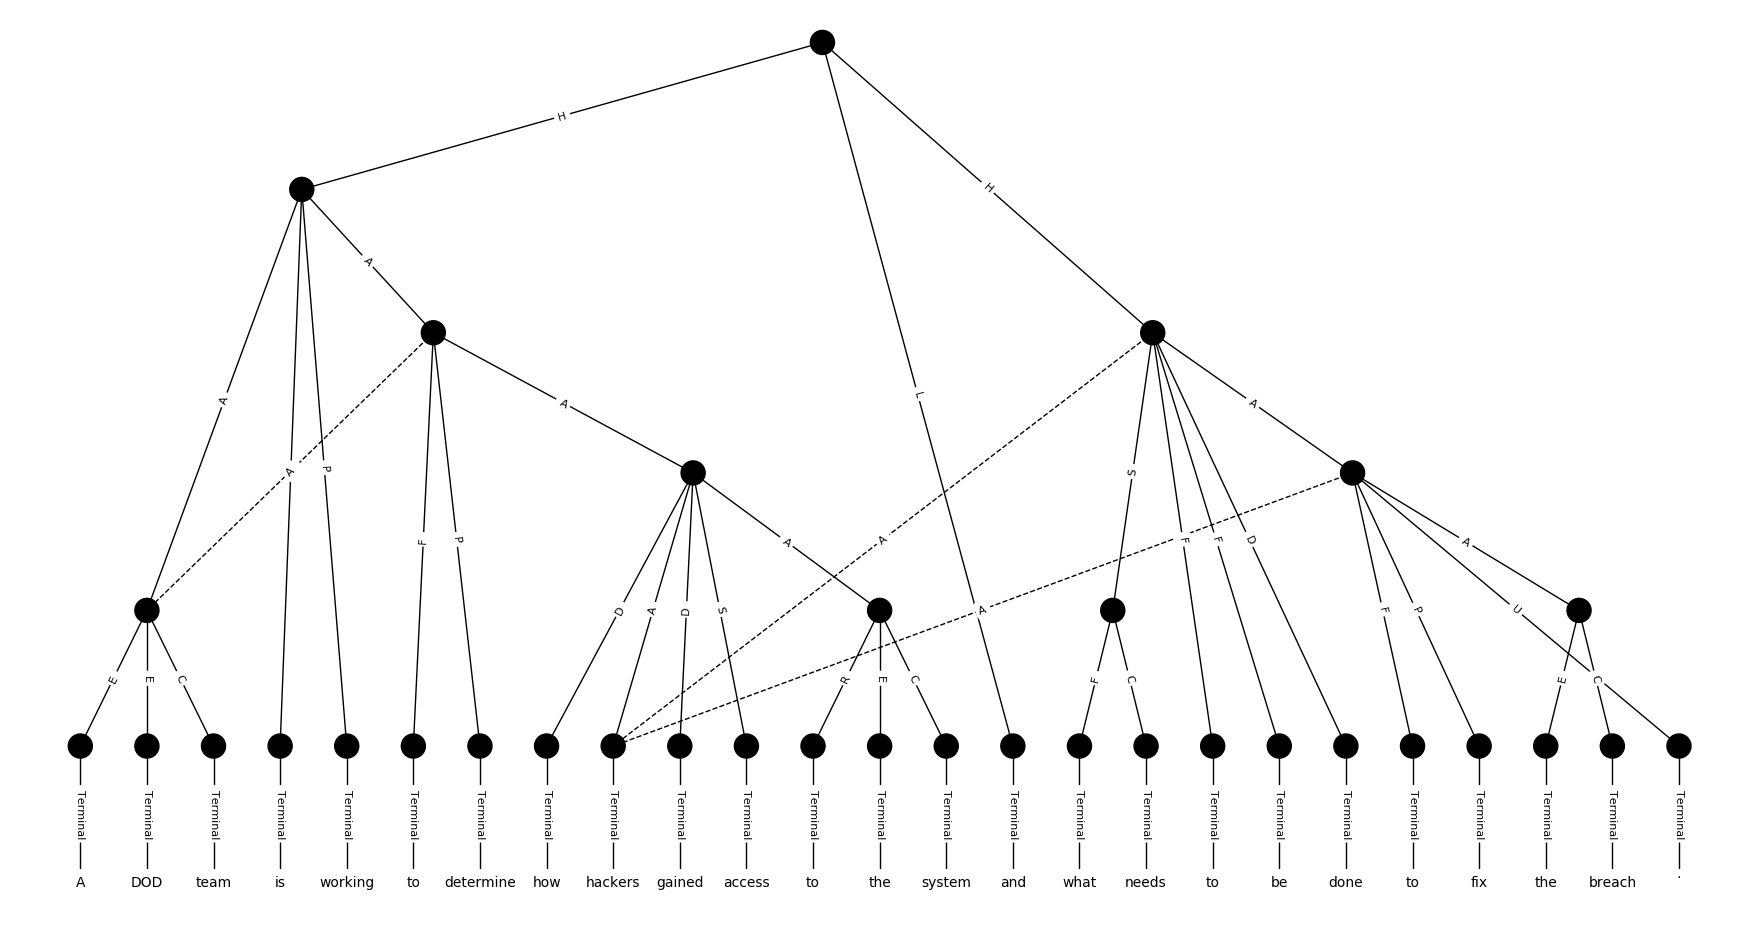 H
H
A
A
A
L
A
A
P
S
A
F
P
A
F
F
D
A
D
A
D
S
A
F
P
U
E
E
C
R
E
C
F
C
E
C
Terminal Terminal Terminal Terminal Terminal Terminal Terminal Terminal Terminal Terminal Terminal Terminal Terminal Terminal Terminal Terminal Terminal Terminal Terminal Terminal Terminal Terminal Terminal Terminal Terminal
A DOD team is working to determine how hackers gained access to the system and what needs to be done to fix the breach .